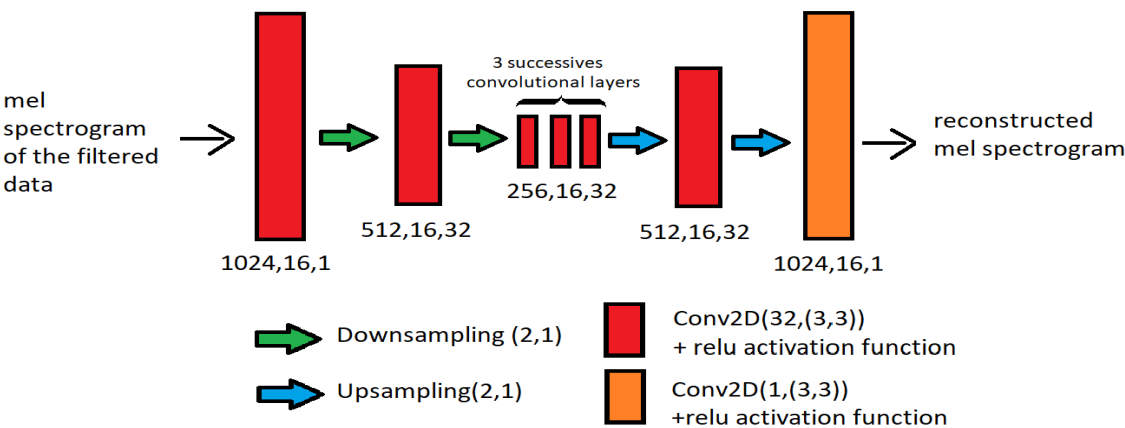 mel
spectrogram
of the filtered
data
1024,16,1
512,16,32
3 successives
convolutional layers
256,16,32
512,16,32
1024,16,1
reconstructed
mel spectrogram
Downsampling (2,1)
Upsampling(2,1)
Conv2D(32,(3,3))
+ relu activation function
Conv2D(1,(3,3))
+relu activation function